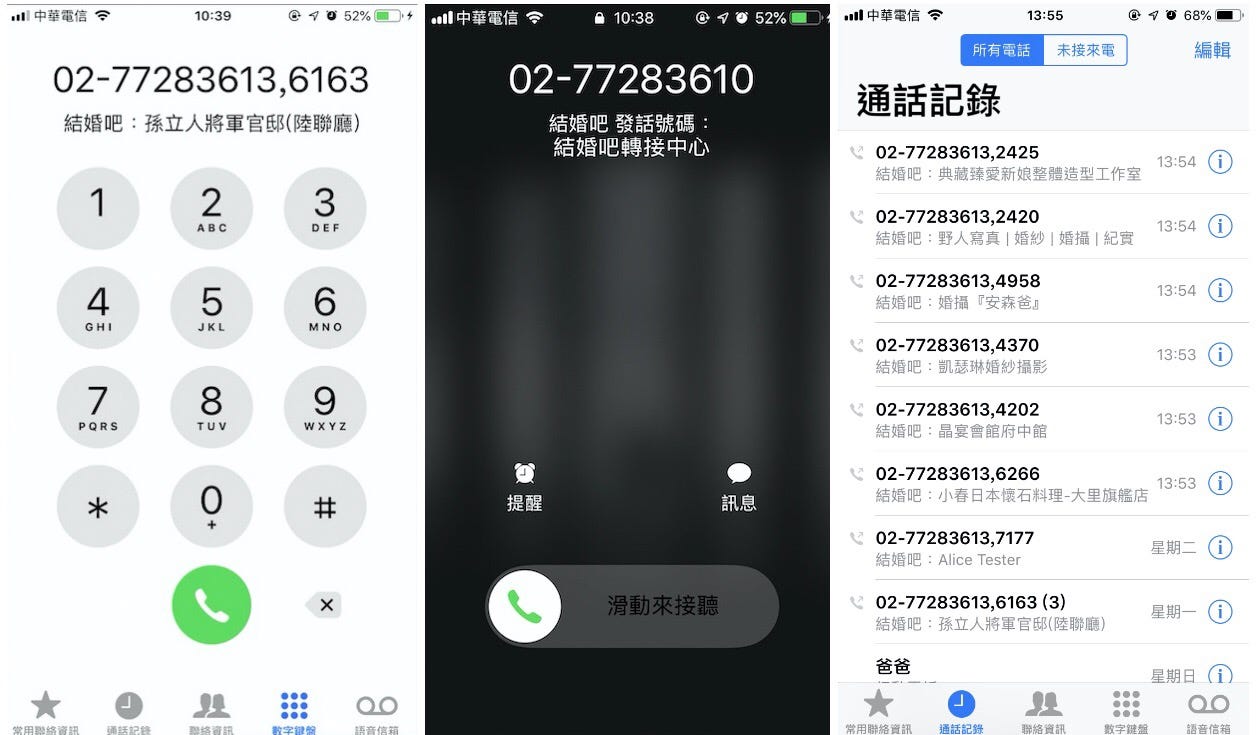 中華電信
10:39
52%
02-77283613,6163
結婚吧：孫立人將軍官邸(陸聯廳)
1
2
ABC
3
DEF
4
GHI
5
JKL
6
MNO
7
PQRS
8
TUV
9
WXYZ
*
0
+
#
常用聯絡資訊
通話記錄
聯絡資訊
數字鍵盤
語音信箱
中華電信
10:38
52%
02-77283610
結婚吧 發話號碼：
結婚吧轉接中心
提醒
訊息
滑動來接聽
中華電信
13:55
68%
所有電話
未接來電
編輯
通話記錄
02-77283613,2425
結婚吧：典藏臻愛新娘整體造型工作室
13:54
02-77283613,2420
結婚吧：野人寫真 | 婚紗 | 婚攝 | 紀實
13:54
02-77283613,4958
結婚吧：婚攝『安森爸』
13:54
02-77283613,4370
結婚吧：凱瑟琳婚紗攝影
13:53
02-77283613,4202
結婚吧：晶宴會館府中館
13:53
02-77283613,6266
結婚吧：小春日本懷石料理-大里旗艦店
13:53
02-77283613,7177
結婚吧：Alice Tester
星期二
02-77283613,6163 (3)
結婚吧：孫立人將軍官邸(陸聯廳)
星期一
爸爸
星期日
常用聯絡資訊
通話記錄
聯絡資訊
數字鍵盤
語音信箱